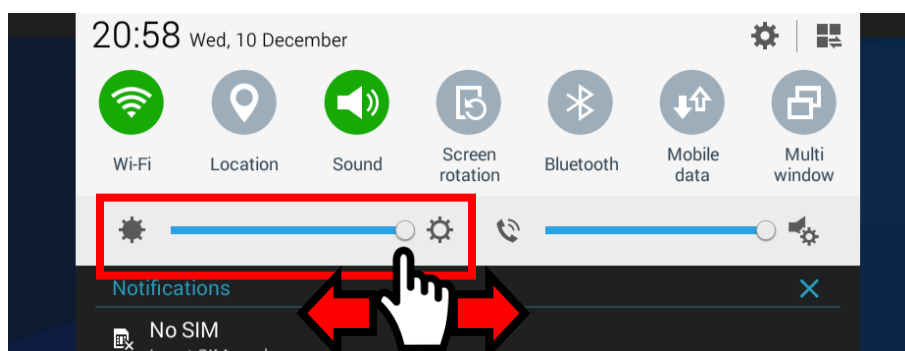 20:58 Wed, 10 December
Wi-Fi
Location
Sound
Screen
rotation
Bluetooth
Mobile
data
Multi
window
Notifications
No SIM